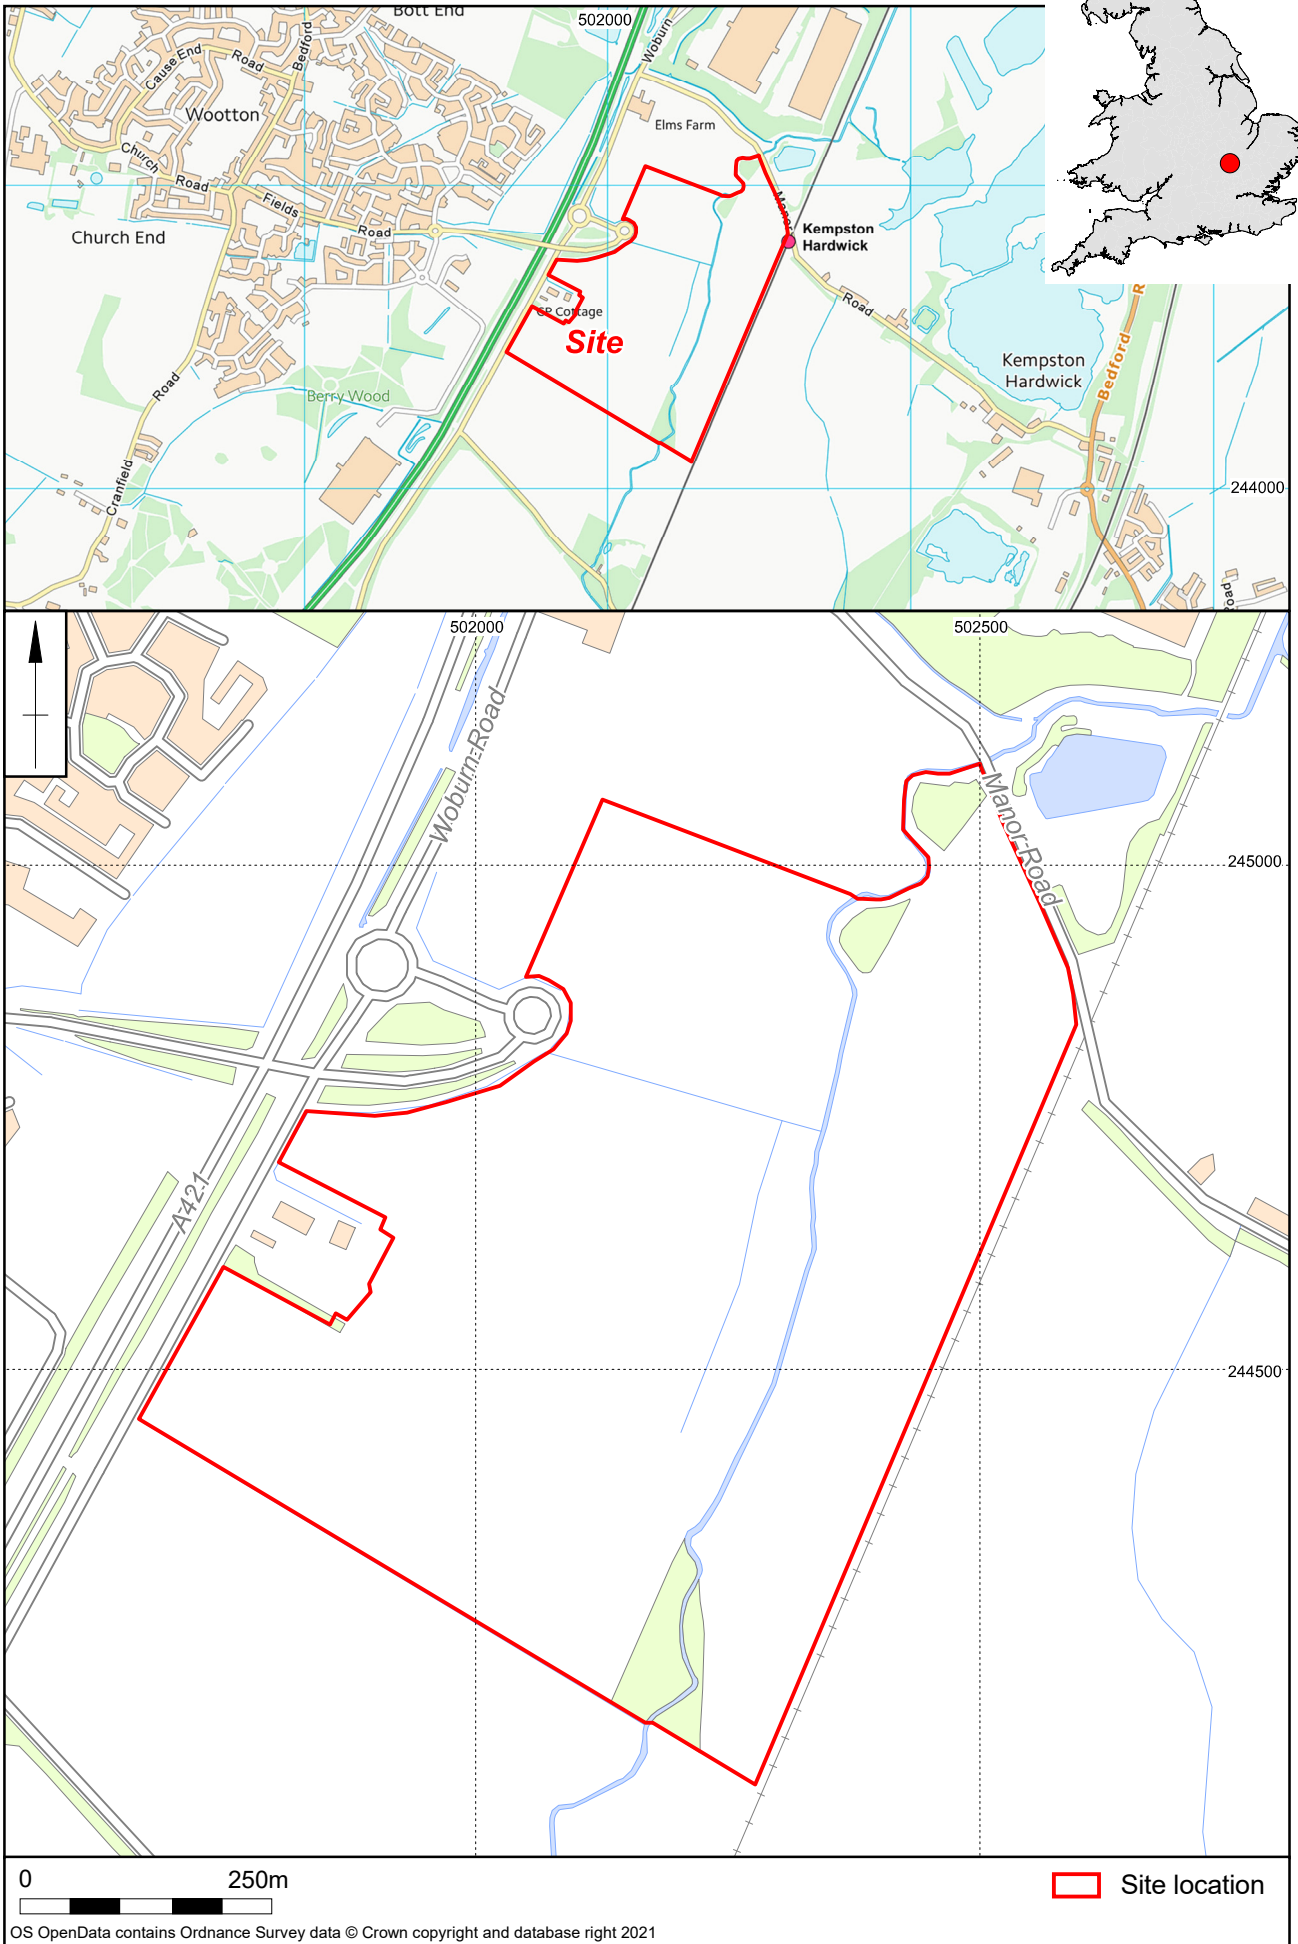 Bott End
502000
Woburn
Bedford
Cause End
Road
Wootton
Elms Farm
Church
Road
Fields
Road
Manor
Kempston
Hardwick
Church End
GP Cottage
Site
Road
Kempston
Hardwick
Bedford R
Berry Wood
Road
Cranfield
244000
Road
502000
502500
Woburn Road
Manor Road
245000
A421
244500
0
250m
Site location
OS OpenData contains Ordnance Survey data © Crown copyright and database right 2021